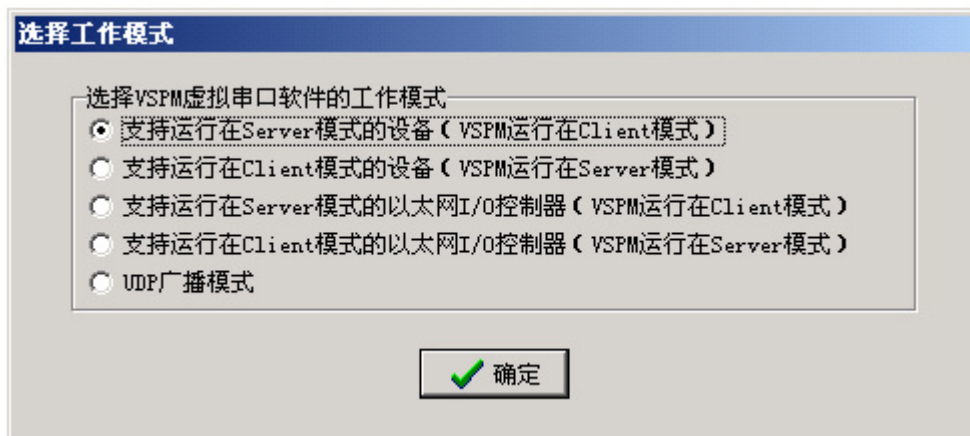 选择工作模式
选择VSPM虚拟串口软件的工作模式
支持运行在Server模式的设备(VSPM运行在Client模式)
支持运行在Client模式的设备(VSPM运行在Server模式)
支持运行在Server模式的以太网I/O控制器(VSPM运行在Client模式)
支持运行在Client模式的以太网I/O控制器(VSPM运行在Server模式)
UDP广播模式
确定